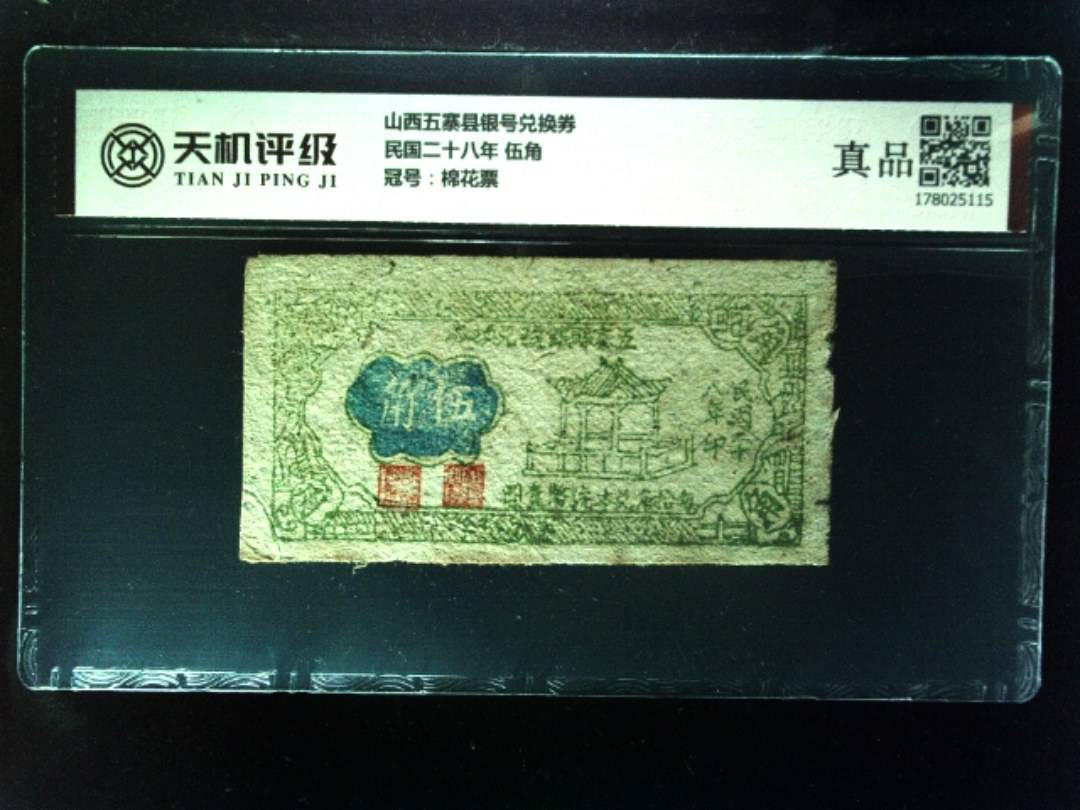 天机评级
TIAN JI PING JI
山西五寨县银号兑换券
民国二十八年 伍角
冠号：棉花票
真品
178025115
角伍
民國十
八年印
角